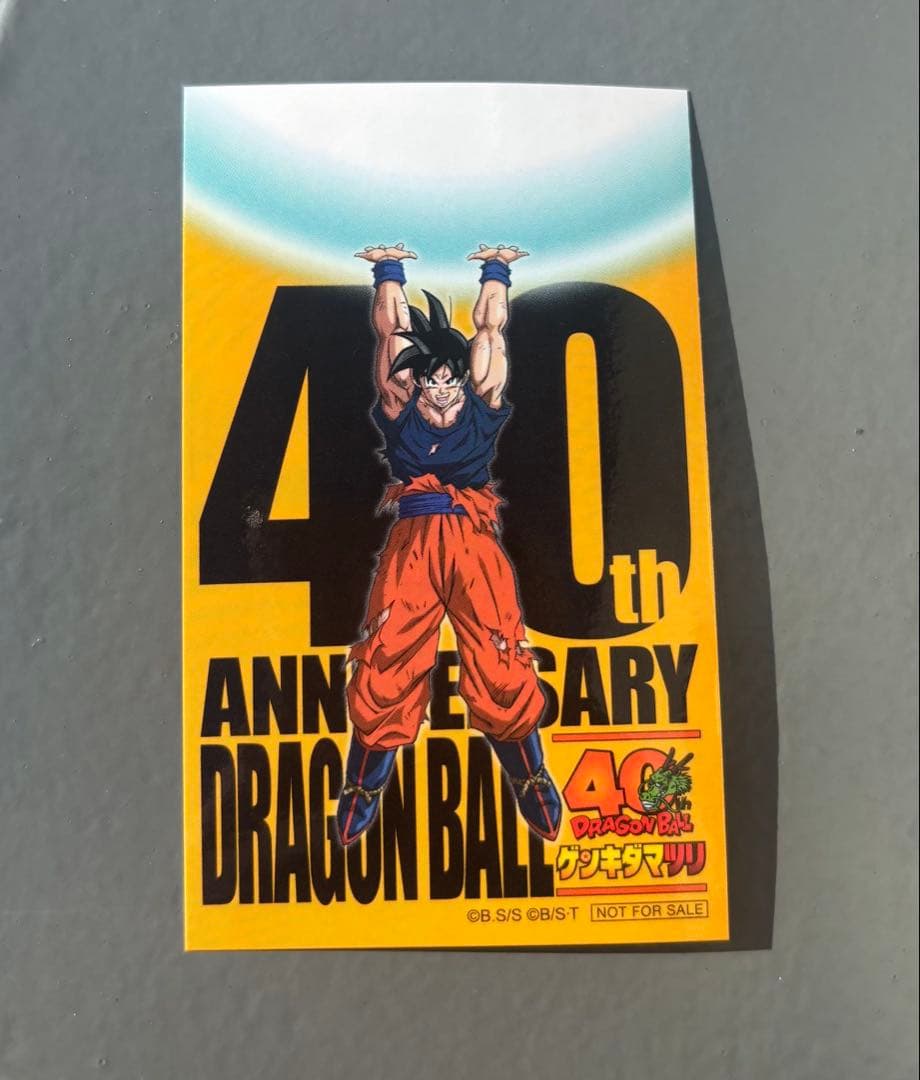 40th
ANNIVERSARY
DRAGON BALL
40th
DRAGON BALL
ゲンキダマツリ
©B.S/S ©B/S·T NOT FOR SALE